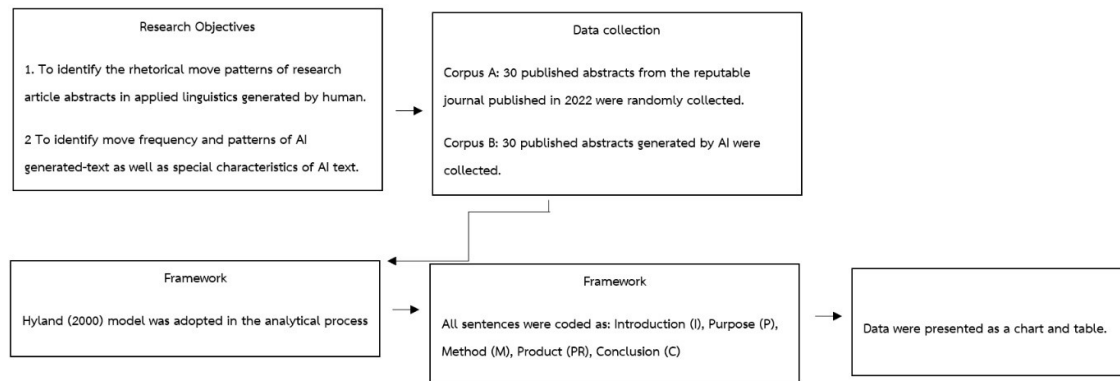 Research Objectives
1. To identify the rhetorical move patterns of research
article abstracts in applied linguistics generated by human.
2 To identify move frequency and patterns of AI
generated-text as well as special characteristics of AI text.
Data collection
Corpus A: 30 published abstracts from the reputable
journal published in 2022 were randomly collected.
Corpus B: 30 published abstracts generated by AI were
collected.
Framework
Hyland (2000) model was adopted in the analytical process
Framework
All sentences were coded as: Introduction (I), Purpose (P),
Method (M), Product (PR), Conclusion (C)
Data were presented as a chart and table.